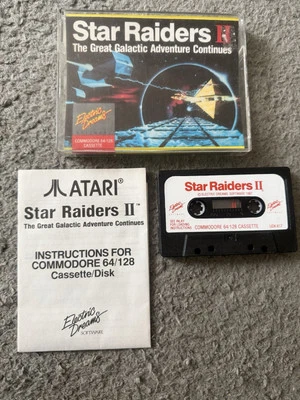 Star Raiders II
The Great Galactic Adventure Continues
Electric
Dreams
COMMODORE 64/128
CASSETTE
ATARI®
Star Raiders II™
The Great Galactic Adventure Continues
INSTRUCTIONS FOR
COMMODORE 64/128
Cassette/Disk
Electric
Dreams
SOFTWARE
Star Raiders II
COMMODORE 64/128 CASSETTE
INSTRUCTIONS